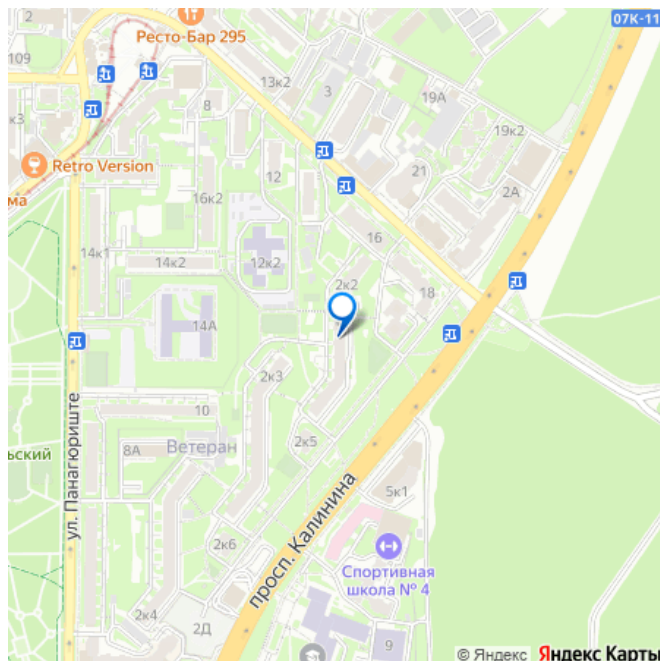 07К-11
2
Ресто-Бар 295
109
13к2
3
19А
к3
8
19к2
Retro Version
12
21
ма
16к2
2А
16
14к1
14к2
12к2
2к2
18
14А
2к3
10
ул. Панагюриште
Ветеран
2к5
льский
8А
5к1
просп. Калинина
2к6
Спортивная
школа № 4
2к4
2Д
9
© Яндекс Яндекс Карты